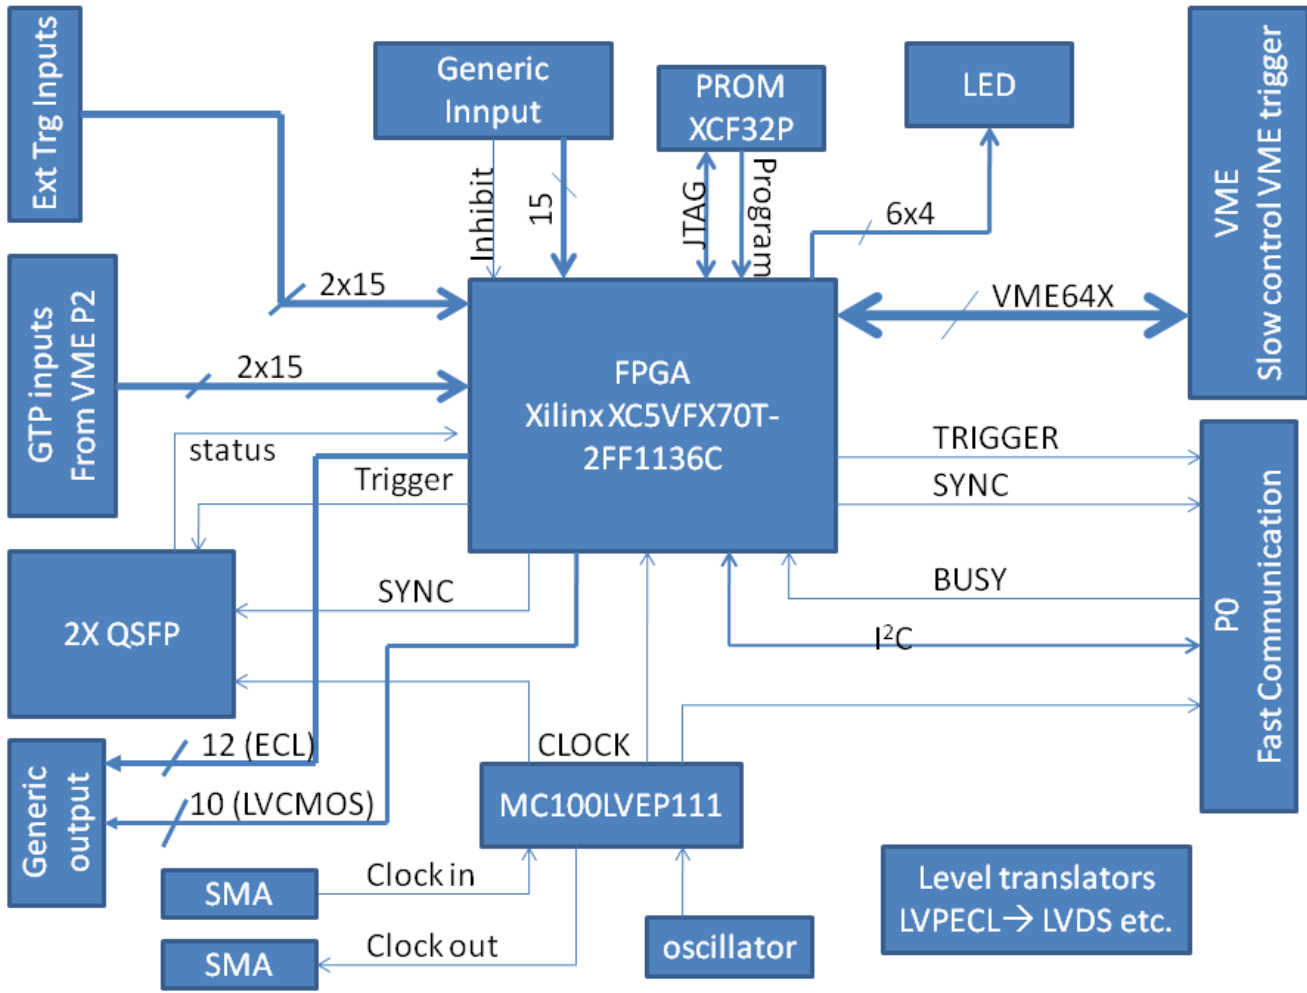 Ext Trg Inputs
Generic
Innput
PROM
XCF32P
LED
VME
Slow control VME trigger
Inhibit
15
JTAG
Program
6x4
2x15
VME64X
GTP inputs
From VME P2
2x15
FPGA
Xilinx XC5VFX70T-
2FF1136C
status
Trigger
TRIGGER
SYNC
P0
Fast Communication
2X QSFP
SYNC
BUSY
I²C
12 (ECL)
CLOCK
Generic
output
10 (LVCMOS)
MC100LVEP111
SMA
Clock in
Level translators
LVPECL→ LVDS etc.
SMA
Clock out
oscillator